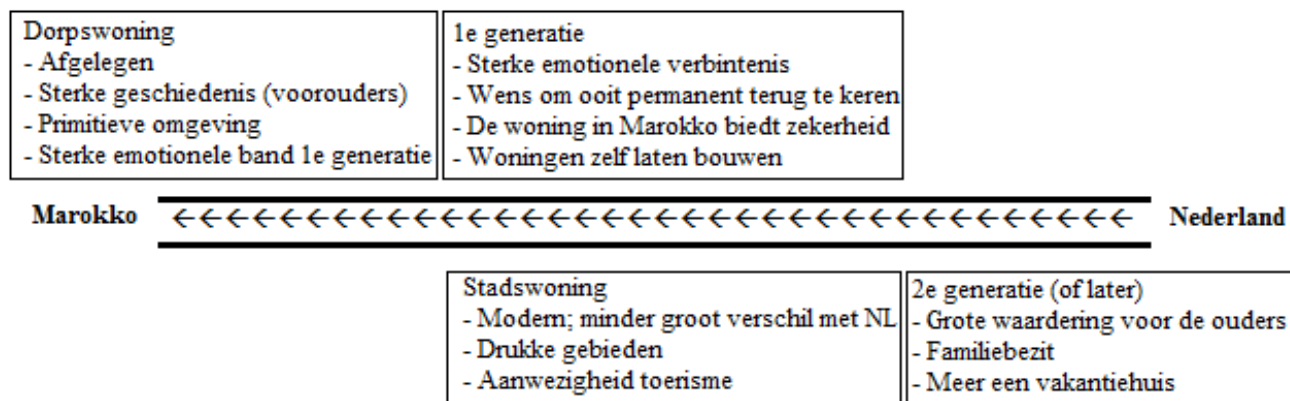 Dorpswoning
- Afgelegen
- Sterke geschiedenis (voorouders)
- Primitieve omgeving
- Sterke emotionele band 1e generatie
1e generatie
- Sterke emotionele verbintenis
- Wens om ooit permanent terug te keren
- De woning in Marokko biedt zekerheid
- Woningen zelf laten bouwen
Marokko
Nederland
Stadswoning
- Modern; minder groot verschil met NL
- Drukke gebieden
- Aanwezigheid toerisme
2e generatie (of later)
- Grote waardering voor de ouders
- Familiebezit
- Meer een vakantiehuis